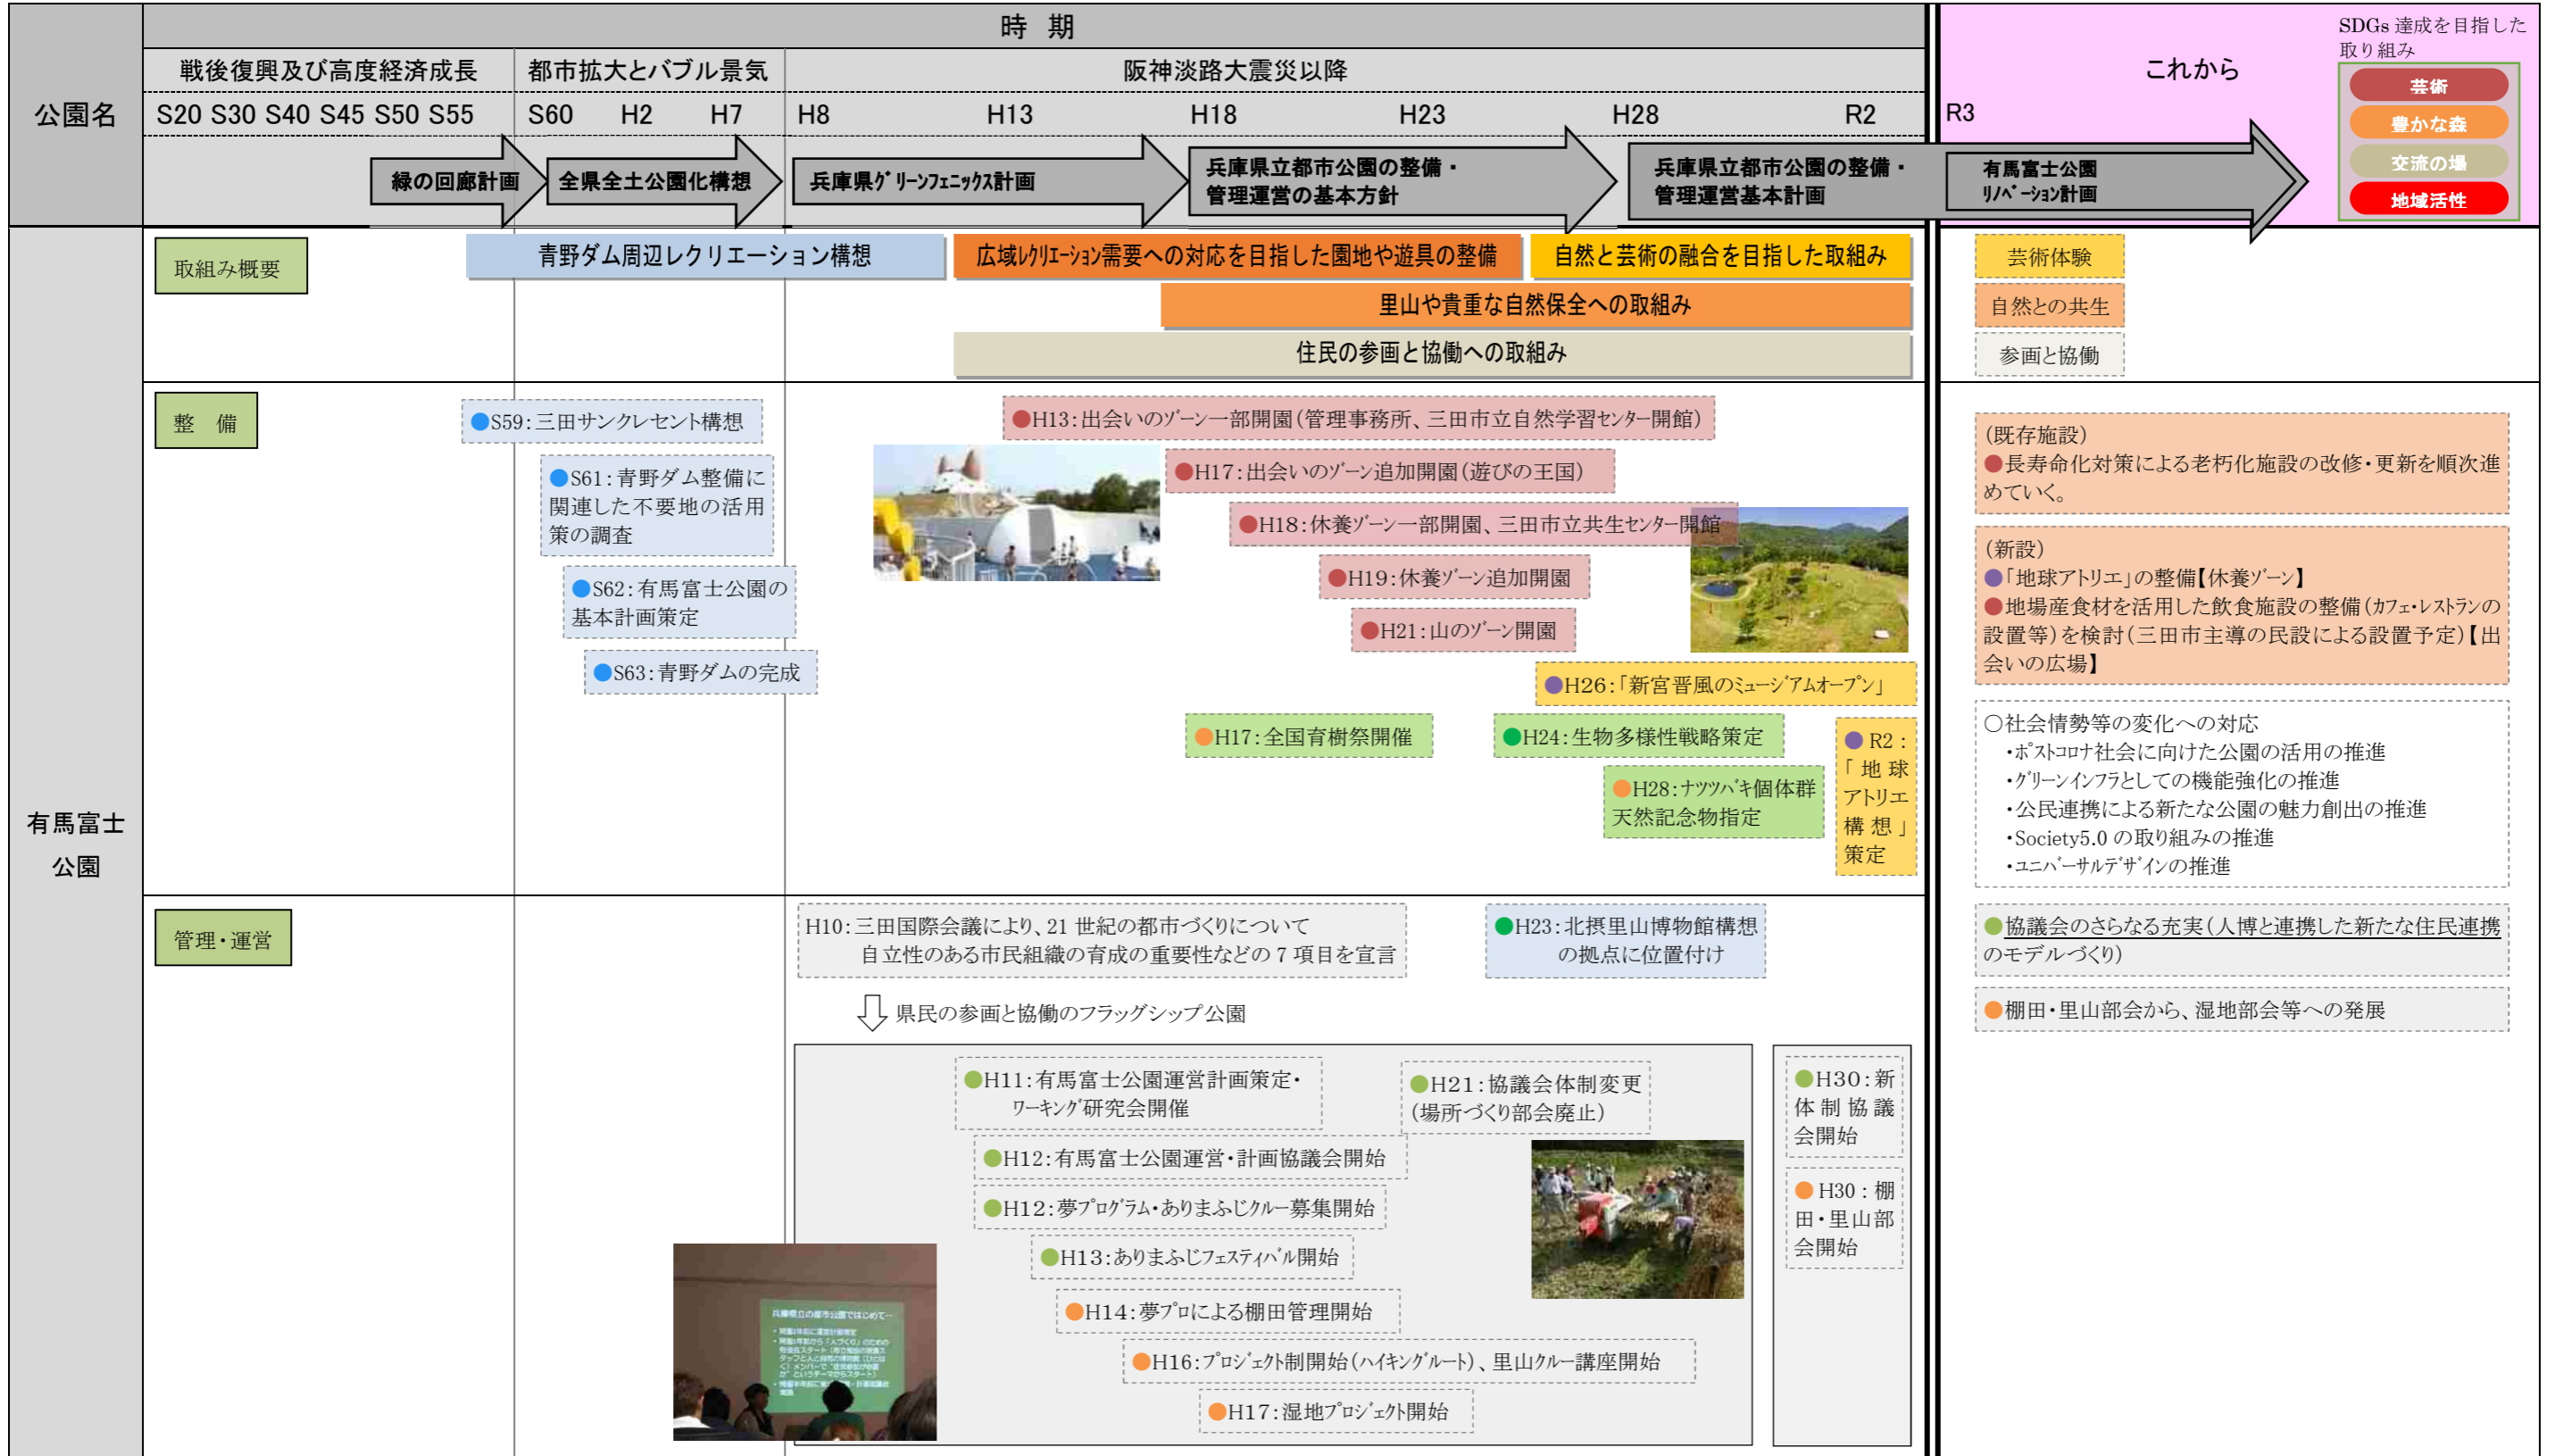 時 期
SDGs 達成を目指した
取り組み
戦後復興及び高度経済成長
都市拡大とバブル景気
阪神淡路大震災以降
これから
芸術
豊かな森
交流の場
地域活性
公園名
S20 S30 S40 S45 S50 S55
S60 H2 H7
H8 H13 H18 H23 H28 R2
R3
緑の回廊計画
全県全土公園化構想
兵庫県グリーンフェニックス計画
兵庫県立都市公園の整備・
管理運営の基本方針
兵庫県立都市公園の整備・
管理運営基本計画
有馬富士公園
リノベーション計画
有馬富士
公園
取組み概要
青野ダム周辺レクリエーション構想
広域レクリエーション需要への対応を目指した園地や遊具の整備
自然と芸術の融合を目指した取組み
里山や貴重な自然保全への取組み
住民の参画と協働への取組み
芸術体験
自然との共生
参画と協働
整 備
●S59：三田サンクレセント構想
●S61：青野ダム整備に
関連した不要地の活用
策の調査
●S62：有馬富士公園の
基本計画策定
●S63：青野ダムの完成
●H13：出会いのゾーン一部開園（管理事務所、三田市立自然学習センター開館）
●H17：出会いのゾーン追加開園（遊びの王国）
●H18：休養ゾーン一部開園、三田市立共生センター開館
●H19：休養ゾーン追加開園
●H21：山のゾーン開園
●H26：「新宮晋風のミュージアムオープン」
●H17：全国育樹祭開催
●H24：生物多様性戦略策定
●H28：ナツツバキ個体群
天然記念物指定
● R2：
「地球
アトリエ
構想」
策定
（既存施設）
●長寿命化対策による老朽化施設の改修・更新を順次進
めていく。
（新設）
●「地球アトリエ」の整備【休養ゾーン】
●地場産食材を活用した飲食施設の整備（カフェ・レストランの
設置等）を検討（三田市主導の民設による設置予定）【出
会いの広場】
○社会情勢等の変化への対応
・ポストコロナ社会に向けた公園の活用の推進
・グリーンインフラとしての機能強化の推進
・公民連携による新たな公園の魅力創出の推進
・Society5.0 の取り組みの推進
・ユニバーサルデザインの推進
管理・運営
H10：三田国際会議により、21 世紀の都市づくりについて
自立性のある市民組織の育成の重要性などの 7 項目を宣言
●H23：北摂里山博物館構想
の拠点に位置付け
県民の参画と協働のフラッグシップ公園
●H11：有馬富士公園運営計画策定・
ワーキング研究会開催
●H21：協議会体制変更
（場所づくり部会廃止）
●H12：有馬富士公園運営・計画協議会開始
●H12：夢プログラム・ありまふじクルー募集開始
●H13：ありまふじフェスティバル開始
●H14：夢プロによる棚田管理開始
●H16：プロジェクト制開始（ハイキングルート）、里山クルー講座開始
●H17：湿地プロジェクト開始
●H30：新
体制協議
会開始
● H30：棚
田・里山部
会開始
●協議会のさらなる充実（人博と連携した新たな住民連携
のモデルづくり）
●棚田・里山部会から、湿地部会等への発展
兵庫県立の都市公園ではじめて…